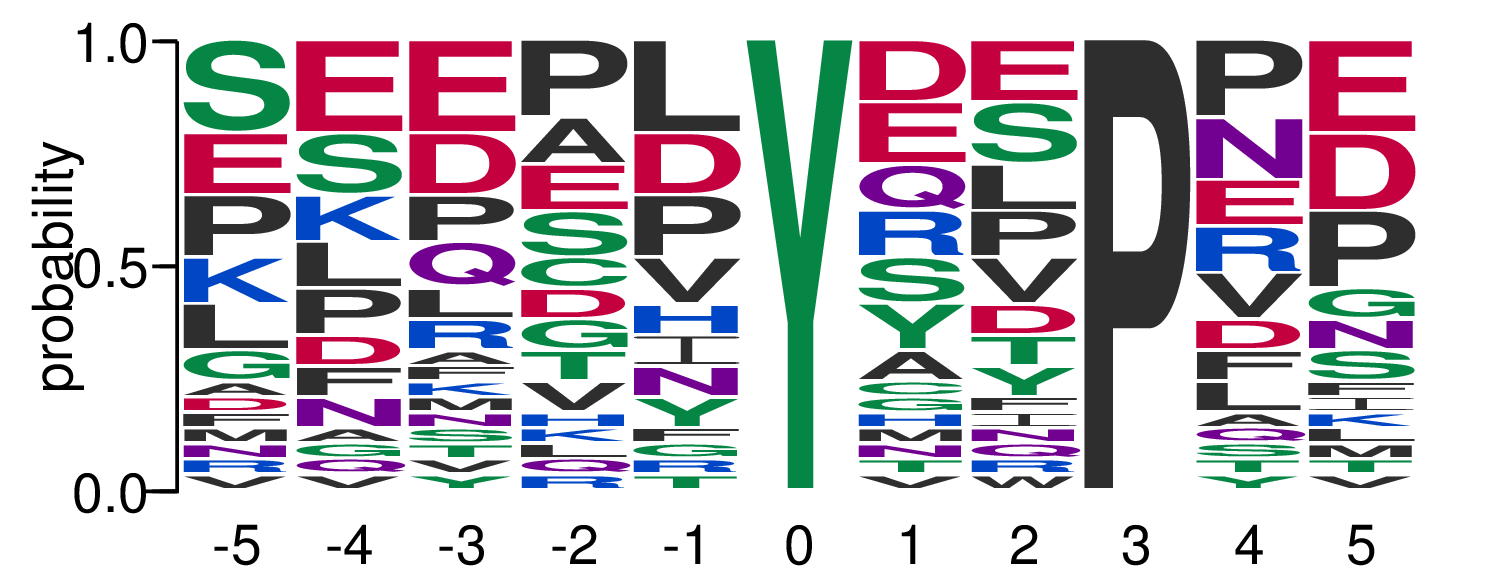 1.0
0.5
0.0
probability
S E P K L G A D F M N R V
E S K L P D F N A G Q V
E D P Q L R A F K M N S T V Y
P A E S C D G T V H K L Q R
L D P V H I N Y F G R T
Y
D E Q R S Y A C G H M N T V
E S L P V D T Y F I N Q R W
P
P N E R V D F L A Q S T Y
E D P G N S F I K L M T V
-5 -4 -3 -2 -1 0 1 2 3 4 5